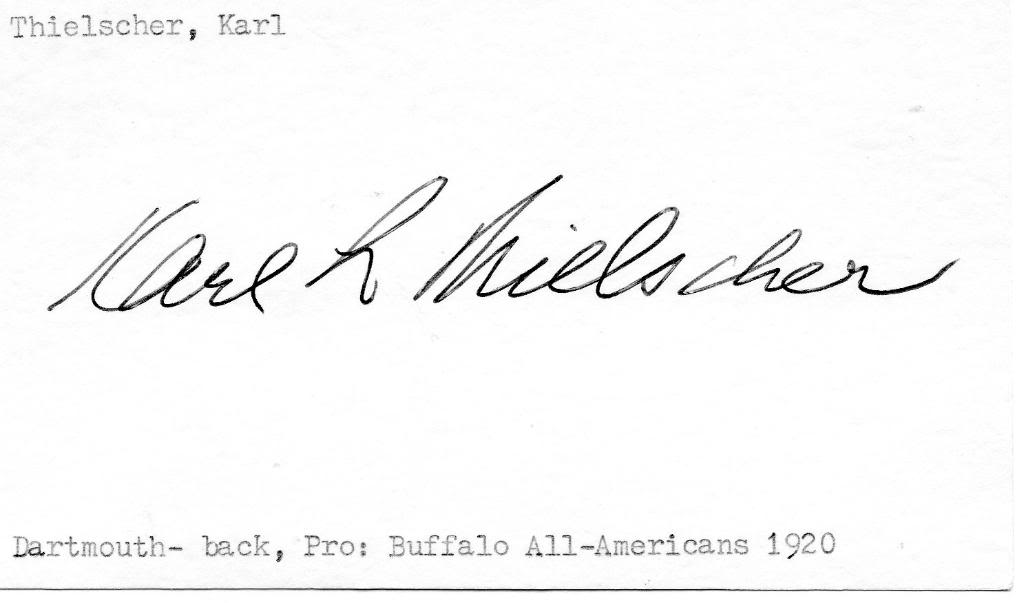 Thielscher, Karl
Karl L Thielscher
Dartmouth- back, Pro: Buffalo All-Americans 1920